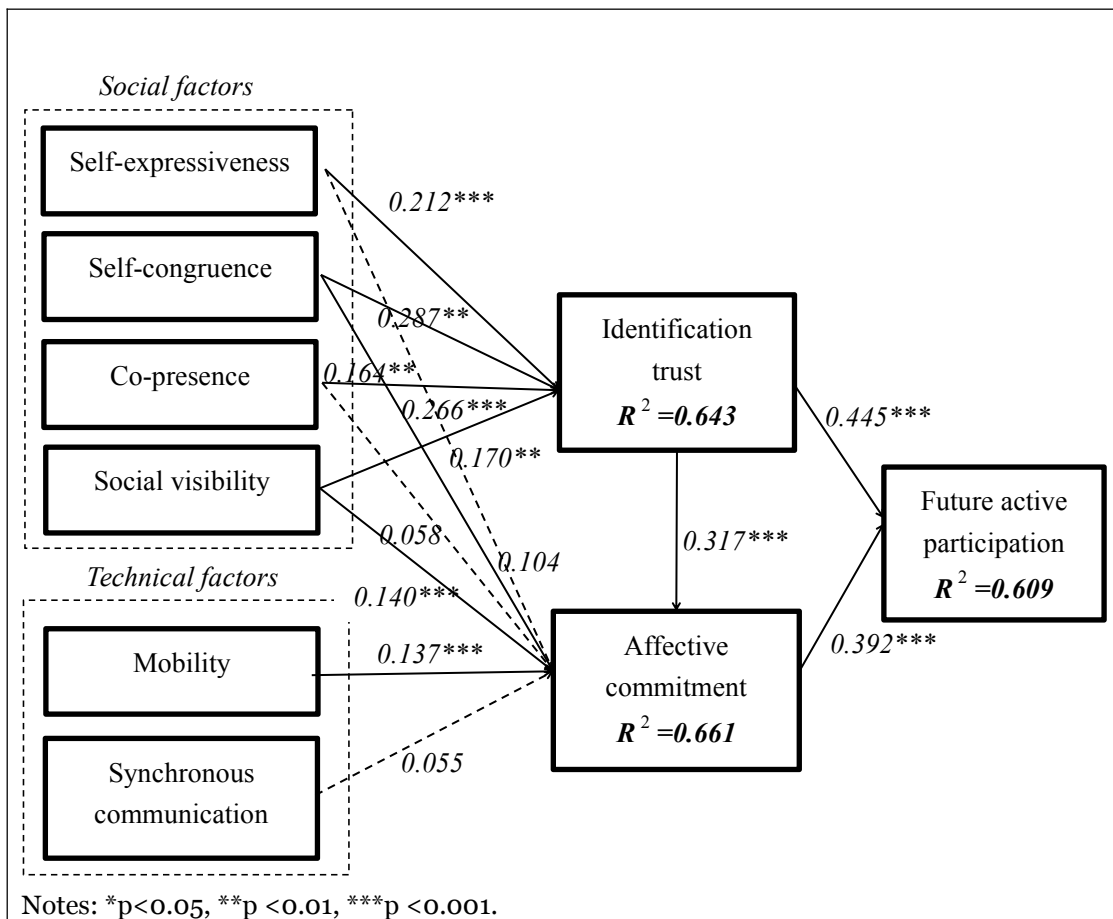 Social factors
Self-expressiveness
Self-congruence
Co-presence
Social visibility
Technical factors
Mobility
Synchronous
communication
0.212***
0.287**
0.164**
0.266***
0.170**
0.058
0.104
0.140***
0.137***
0.055
Identification
trust
R² =0.643
0.317***
Affective
commitment
R² =0.661
0.445***
0.392***
Future active
participation
R² =0.609
Notes: *p<0.05, **p <0.01, ***p <0.001.